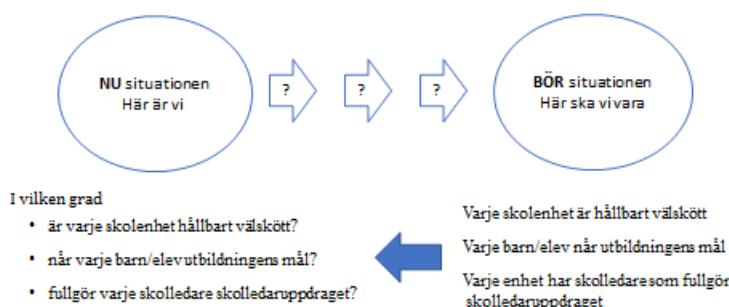 NU situationen
Här är vi
?
?
?
BÖR situationen
Här ska vi vara
I vilken grad
• är varje skolenhet hållbart välskött?
• når varje barn/elev utbildningens mål?
• fullgör varje skolledare skolledaruppdraget?
Varje skolenhet är hållbart välskött
Varje barn/elev når utbildningens mål
Varje enhet har skolledare som fullgör
skolledaruppdraget